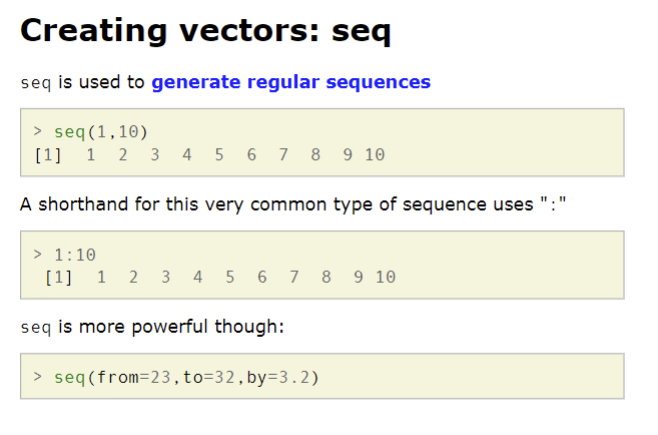 Creating vectors: seq
seq is used to generate regular sequences
> seq(1,10)
[1]  1  2  3  4  5  6  7  8  9 10
A shorthand for this very common type of sequence uses ":"
> 1:10
 [1]  1  2  3  4  5  6  7  8  9 10
seq is more powerful though:
> seq(from=23,to=32,by=3.2)